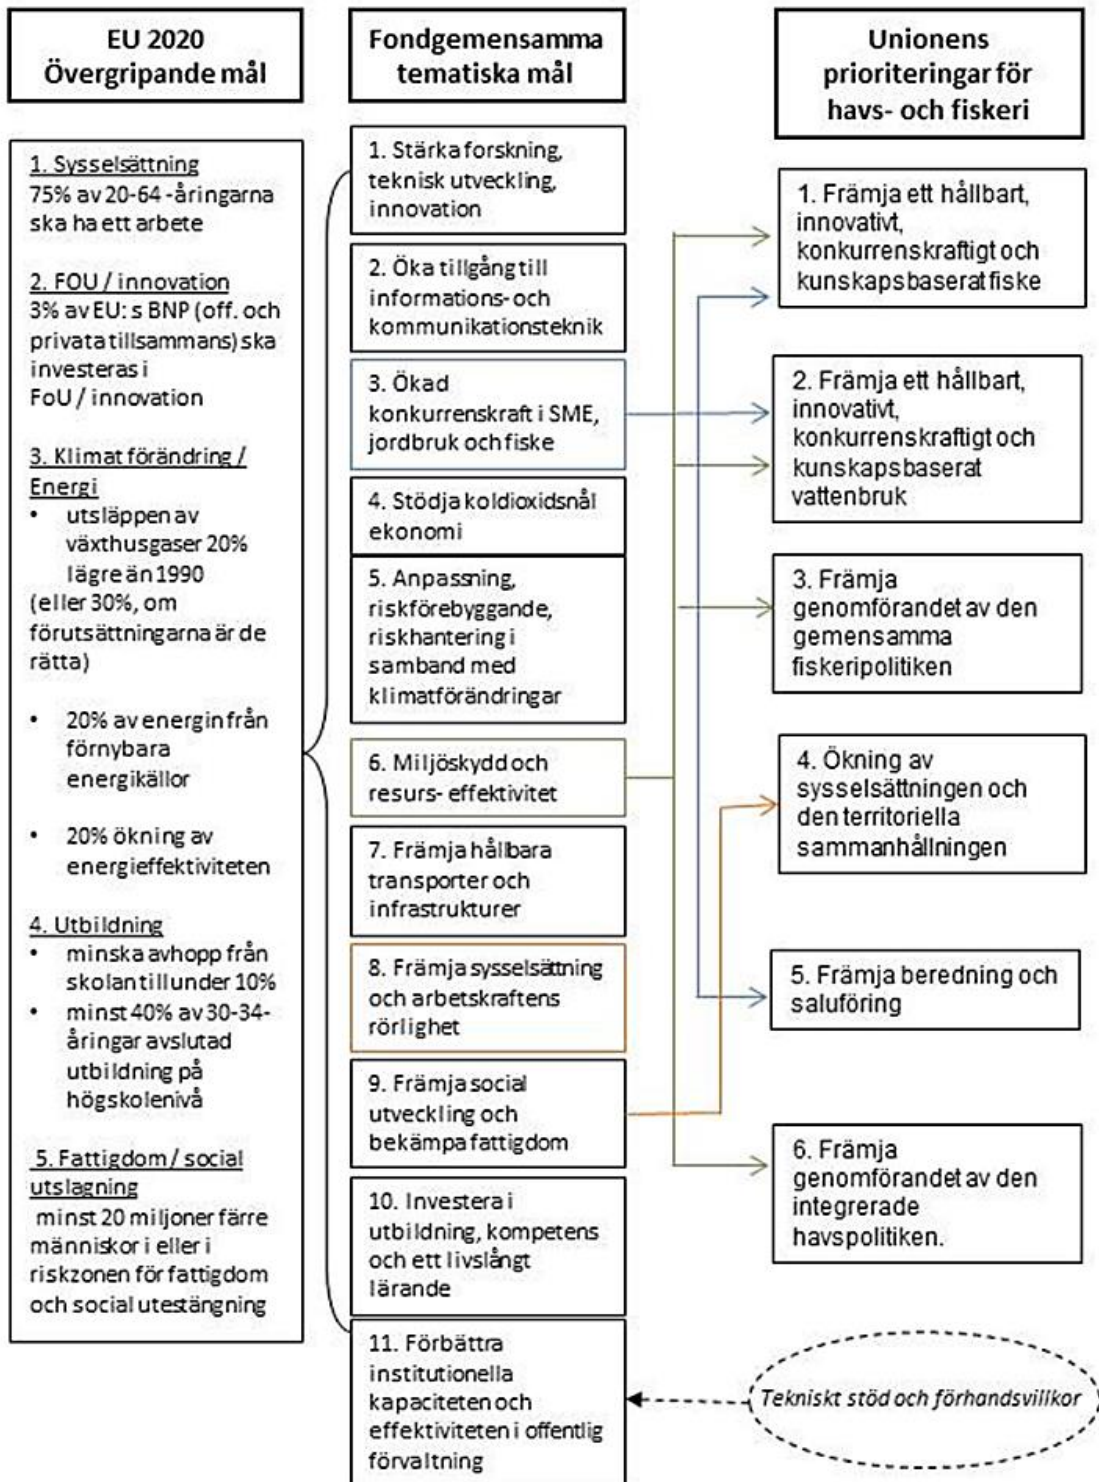 EU 2020
Övergripande mål
1. Sysselsättning
75% av 20-64 -åringarna
ska ha ett arbete
2. FOU / innovation
3% av EU: s BNP (off. och
privata tillsammans) ska
investeras i
FoU / innovation
3. Klimat förändring /
Energi
• utsläppen av
växthusgaser 20%
lägre än 1990
(eller 30%, om
förutsättningarna är de
rätta)
• 20% av energin från
förnybara
energikällor
• 20% ökning av
energieffektiviteten
4. Utbildning
• minska avhopp från
skolan till under 10%
• minst 40% av 30-34-
åringar avslutad
utbildning på
högskolenivå
5. Fattigdom / social
utslagning
minst 20 miljoner färre
människor i eller i
riskzonen för fattigdom
och social utestängning
Fondgemensamma
tematiska mål
1. Stärka forskning,
teknisk utveckling,
innovation
2. Öka tillgång till
informations- och
kommunikationsteknik
3. Ökad
konkurrenskraft i SME,
jordbruk och fiske
4. Stödja koldioxidsnål
ekonomi
5. Anpassning,
riskförebyggande,
riskhantering i
samband med
klimatförändringar
6. Miljöskydd och
resurs- effektivitet
7. Främja hållbara
transporter och
infrastrukturer
8. Främja sysselsättning
och arbetskraftens
rörlighet
9. Främja social
utveckling och
bekämpa fattigdom
10. Investera i
utbildning, kompetens
och ett livslångt
lärande
11. Förbättra
institutionella
kapaciteten och
effektiviteten i offentlig
förvaltning
Unionens
prioriteringar för
havs- och fiskeri
1. Främja ett hållbart,
innovativt,
konkurrenskraftigt och
kunskapsbaserat fiske
2. Främja ett hållbart,
innovativt,
konkurrenskraftigt och
kunskapsbaserat
vattenbruk
3. Främja
genomförandet av den
gemensamma
fiskeripolitiken
4. Ökning av
sysselsättningen och
den territoriella
sammanhållningen
5. Främja beredning och
saluföring
6. Främja
genomförandet av den
integrerade
havspolitiken.
Tekniskt stöd och förhandsvillkor